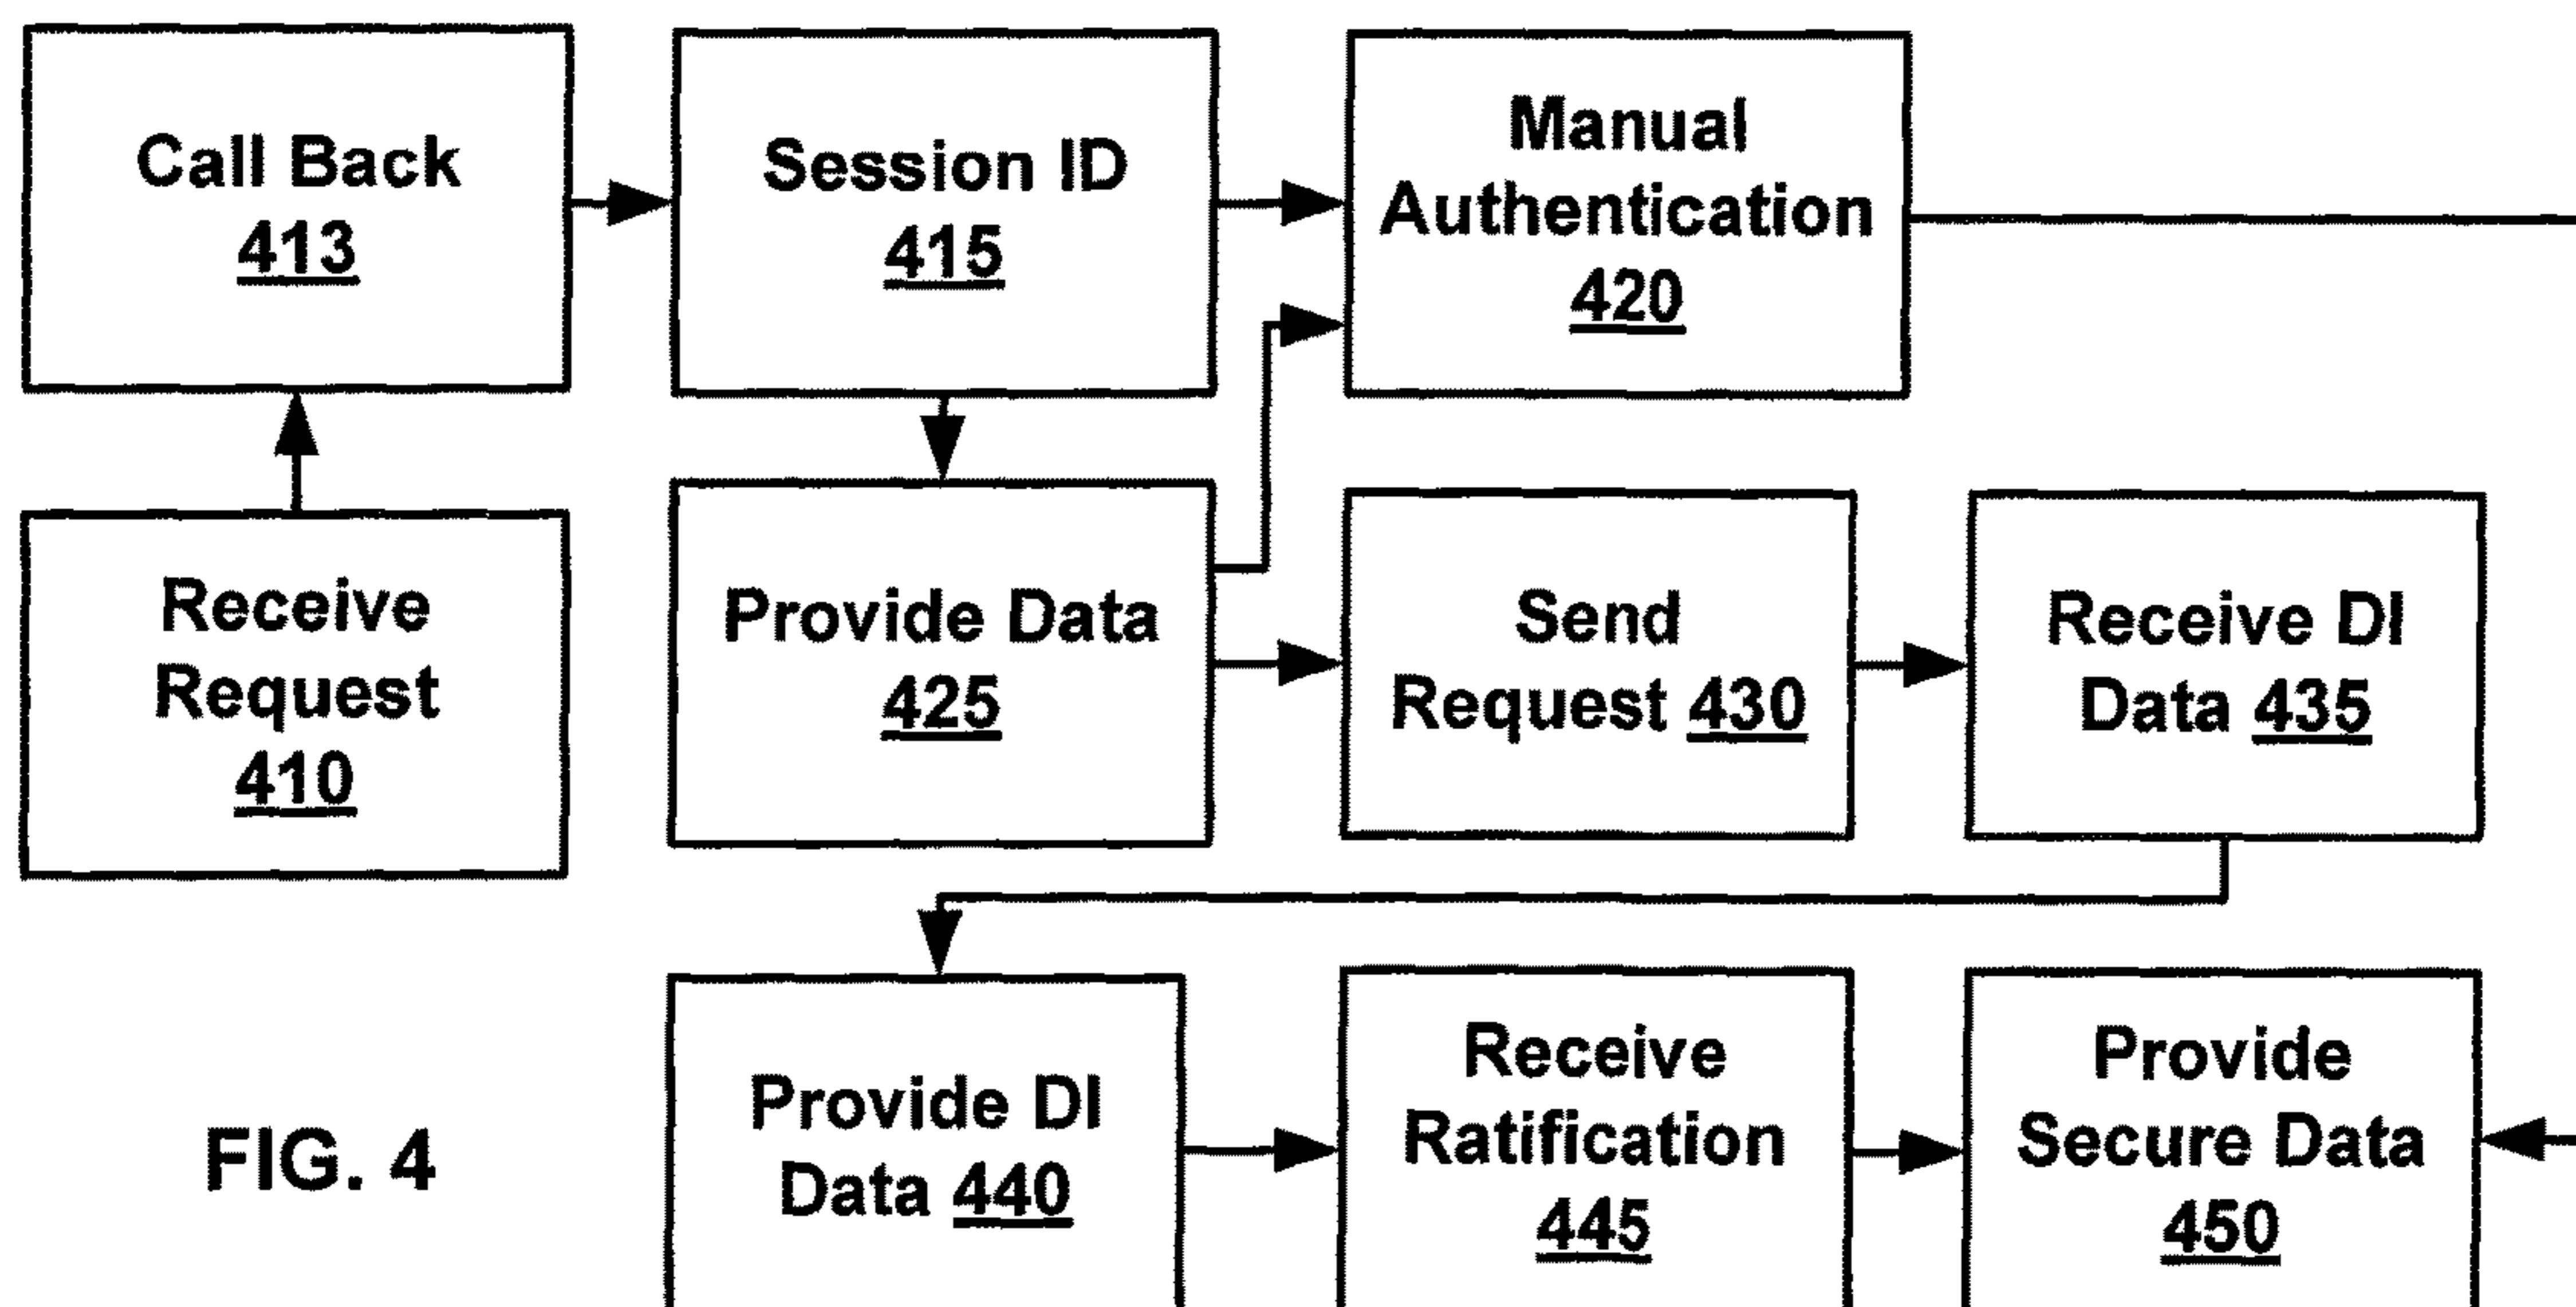 Call Back
413
Session ID
415
Manual
Authentication
420
Receive
Request
410
Provide Data
425
Send
Request 430
Receive DI
Data 435
FIG. 4
Provide DI
Data 440
Receive
Ratification
445
Provide
Secure Data
450